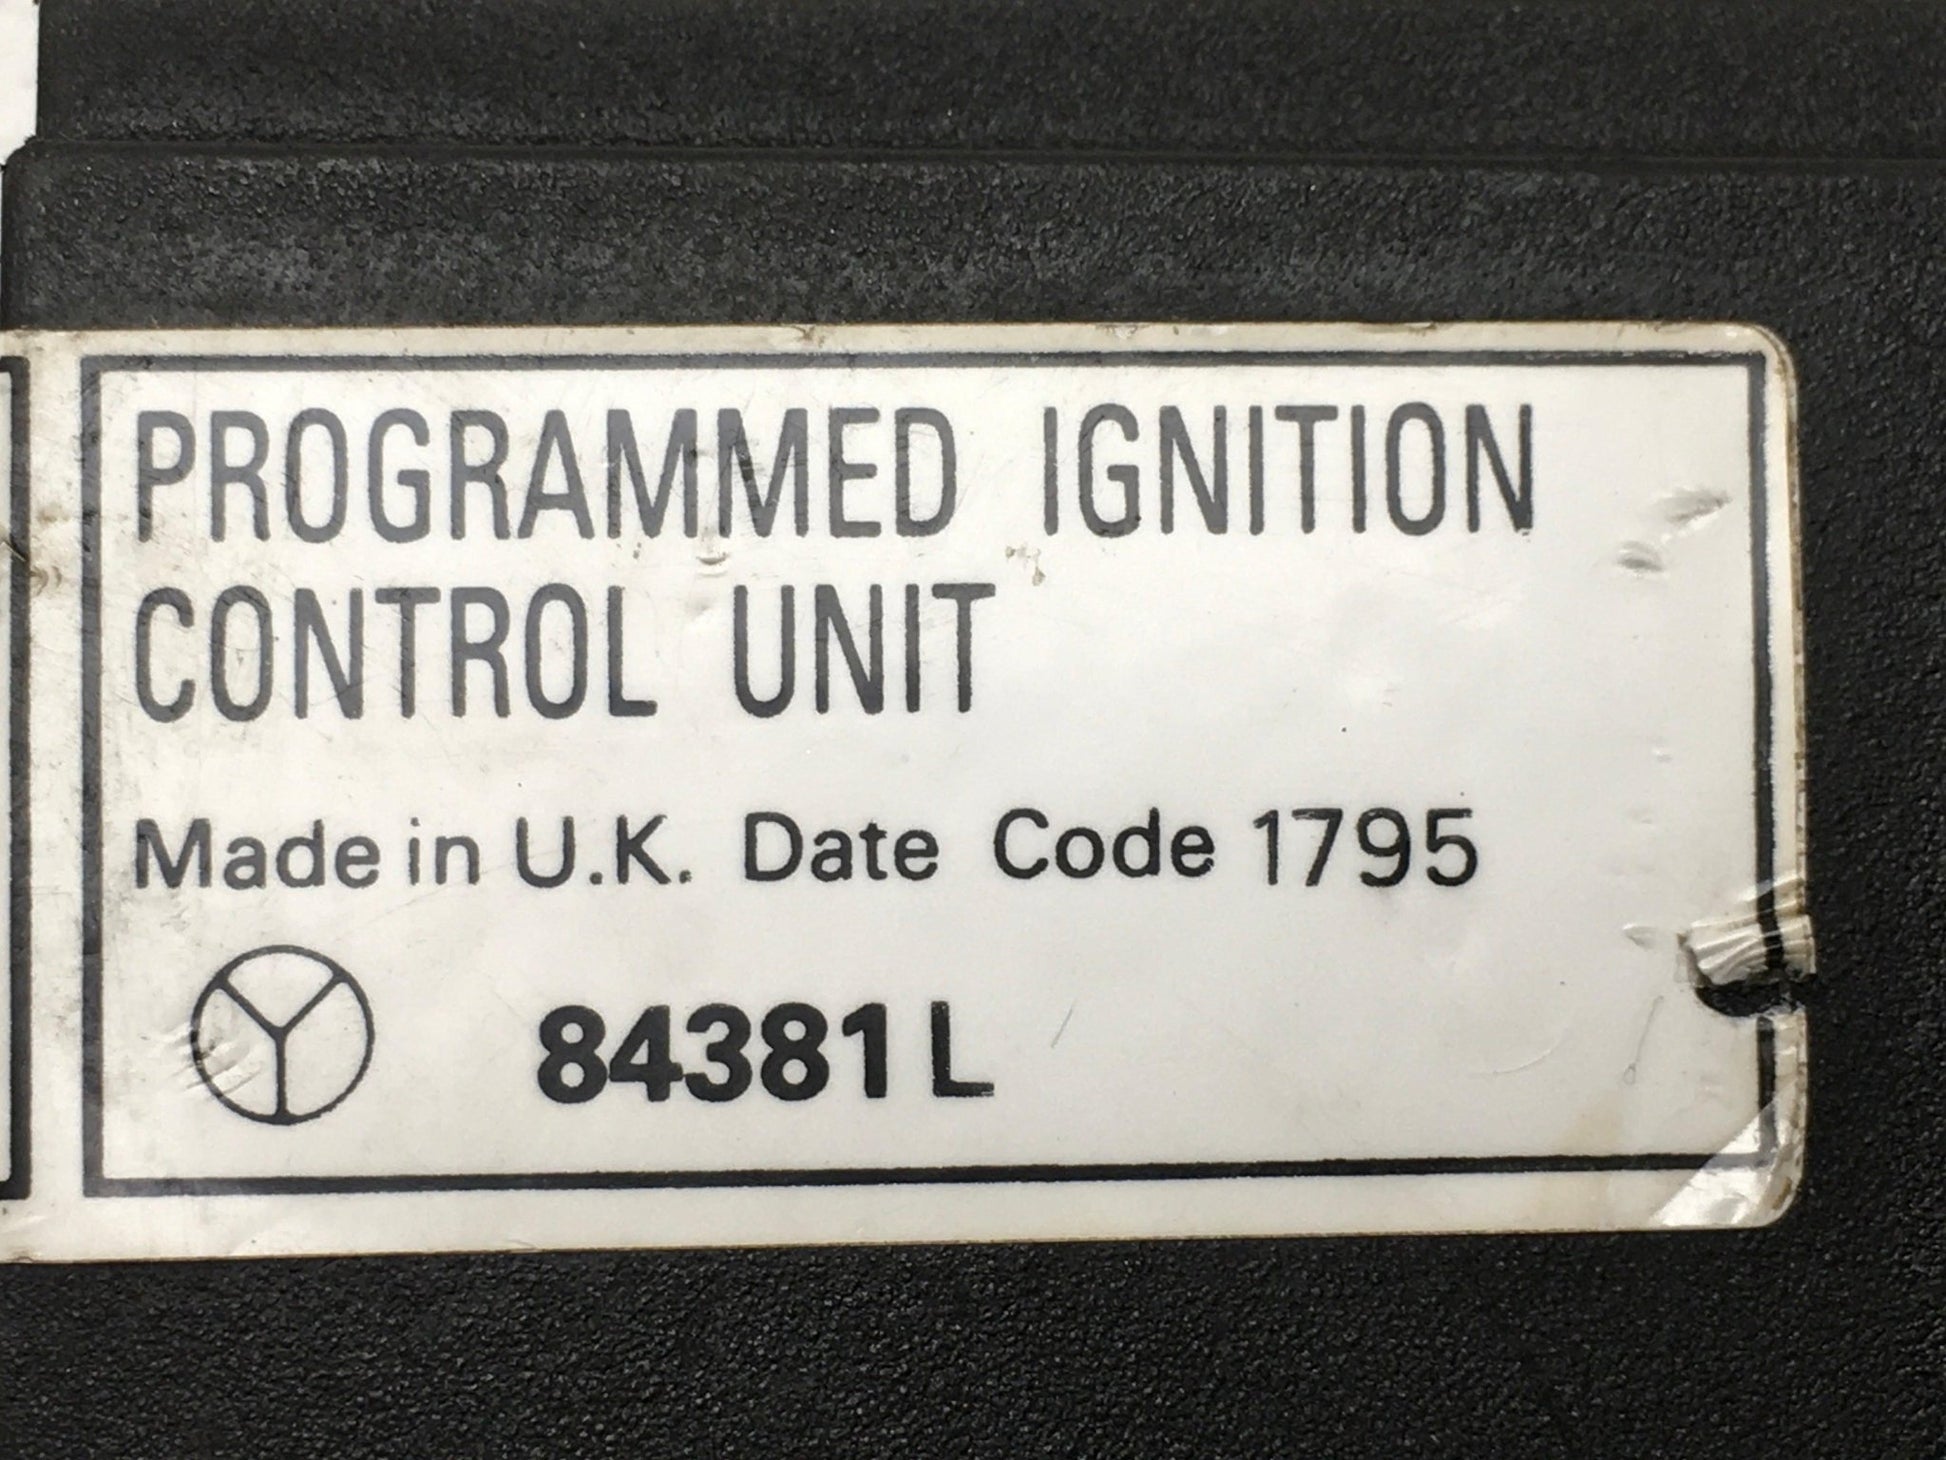 PROGRAMMED IGNITION
CONTROL UNIT
Made in U.K. Date Code 1795
84381L